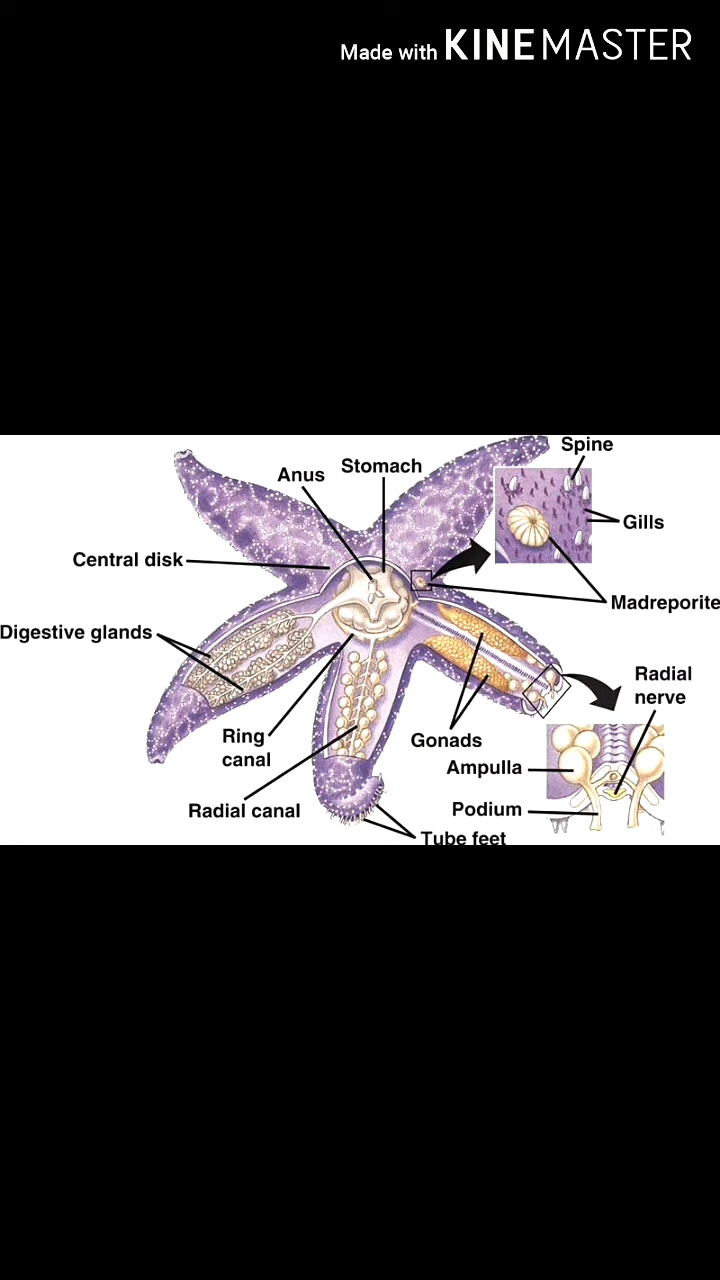 Made with KINEMASTER
Spine
Anus
Stomach
Gills
Central disk
Madreporite
Digestive glands
Radial
nerve
Ring
canal
Gonads
Ampulla
Radial canal
Podium
Tube feet